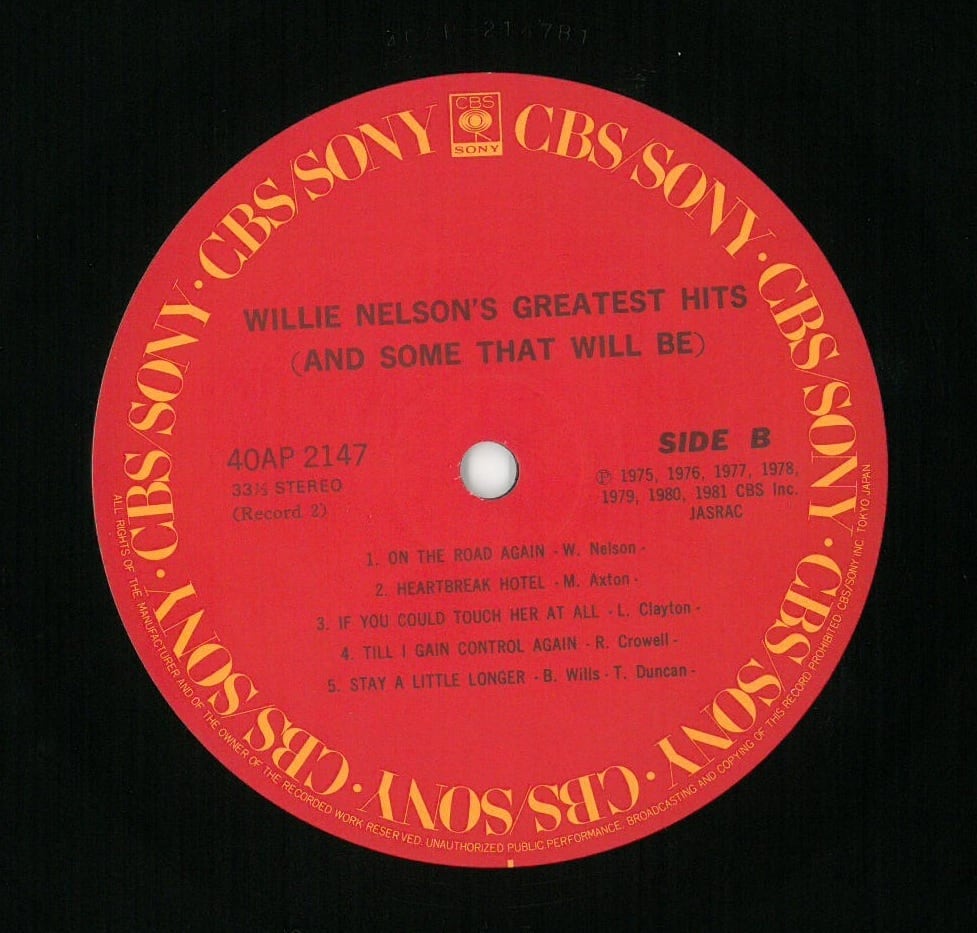 CBS
SONY
CBS/SONY · CBS/SONY · CBS/SONY · CBS/SONY · CBS/SONY · CBS/SONY · CBS/SONY · CBS/SONY
WILLIE NELSON'S GREATEST HITS
(AND SOME THAT WILL BE)
40AP 2147
33⅓ STEREO
(Record 2)
SIDE B
Ⓟ 1975, 1976, 1977, 1978,
1979, 1980, 1981 CBS Inc.
JASRAC
1. ON THE ROAD AGAIN - W. Nelson -
2. HEARTBREAK HOTEL - M. Axton -
3. IF YOU COULD TOUCH HER AT ALL - L. Clayton -
4. TILL I GAIN CONTROL AGAIN - R. Crowell -
5. STAY A LITTLE LONGER - B. Wills - T. Duncan -
ALL RIGHTS OF THE MANUFACTURER AND OF THE OWNER OF THE RECORDED WORK RESERVED. UNAUTHORIZED PUBLIC PERFORMANCE. BROADCASTING AND COPYING OF THIS RECORD PROHIBITED CBS/SONY INC. TOKYO JAPAN